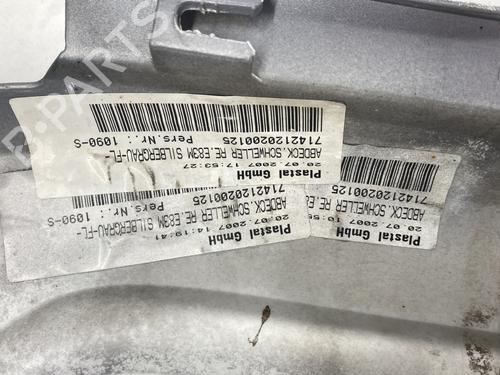 B-PARTS
Plastal GmbH
20.07.2007 17:53:27
ABDECK.SCHWELLER RE.E83M SILBERGRAU-FL-
7142120200125
Pers.Nr.: 1090-S
Plastal GmbH
20.07.2007 14:19:41
ABDECK.SCHWELLER RE.E83M SILBERGRAU-FL-
7142120200125
Pers.Nr.: 1090-S
Plastal GmbH
20.07.2007
ABDECK.SCHWELLER
7142120200125